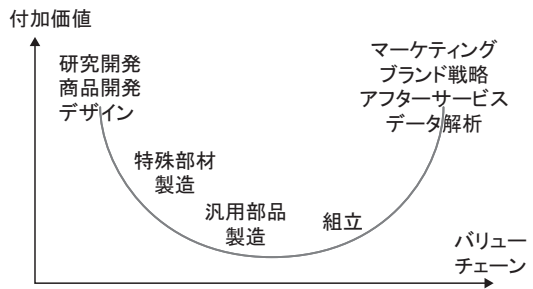 付加価値
研究開発
商品開発
デザイン
マーケティング
ブランド戦略
アフターサービス
データ解析
特殊部材
製造
汎用部品
製造
組立
バリュー
チェーン